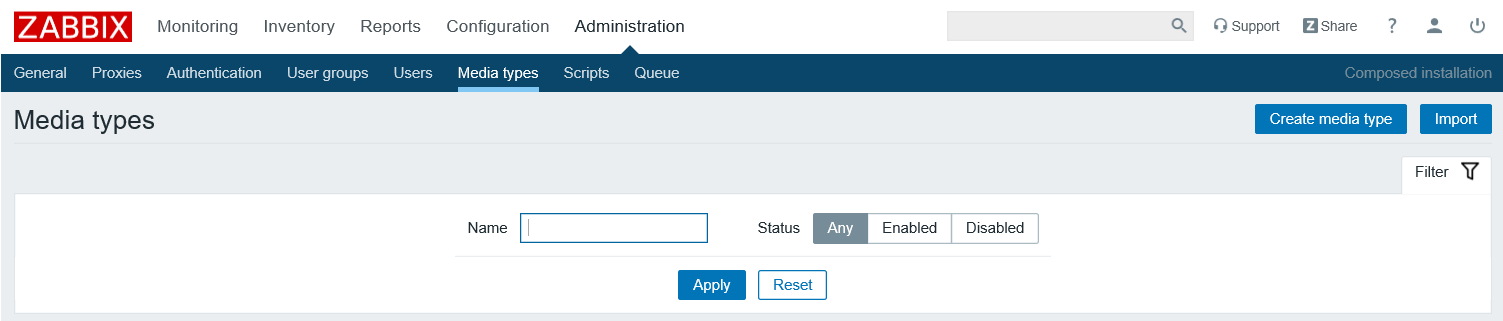 ZABBIX Monitoring Inventory Reports Configuration Administration Support Z Share ?
General Proxies Authentication User groups Users Media types Scripts Queue Composed installation
Media types Create media type Import
Filter
Name Status Any Enabled Disabled
Apply Reset